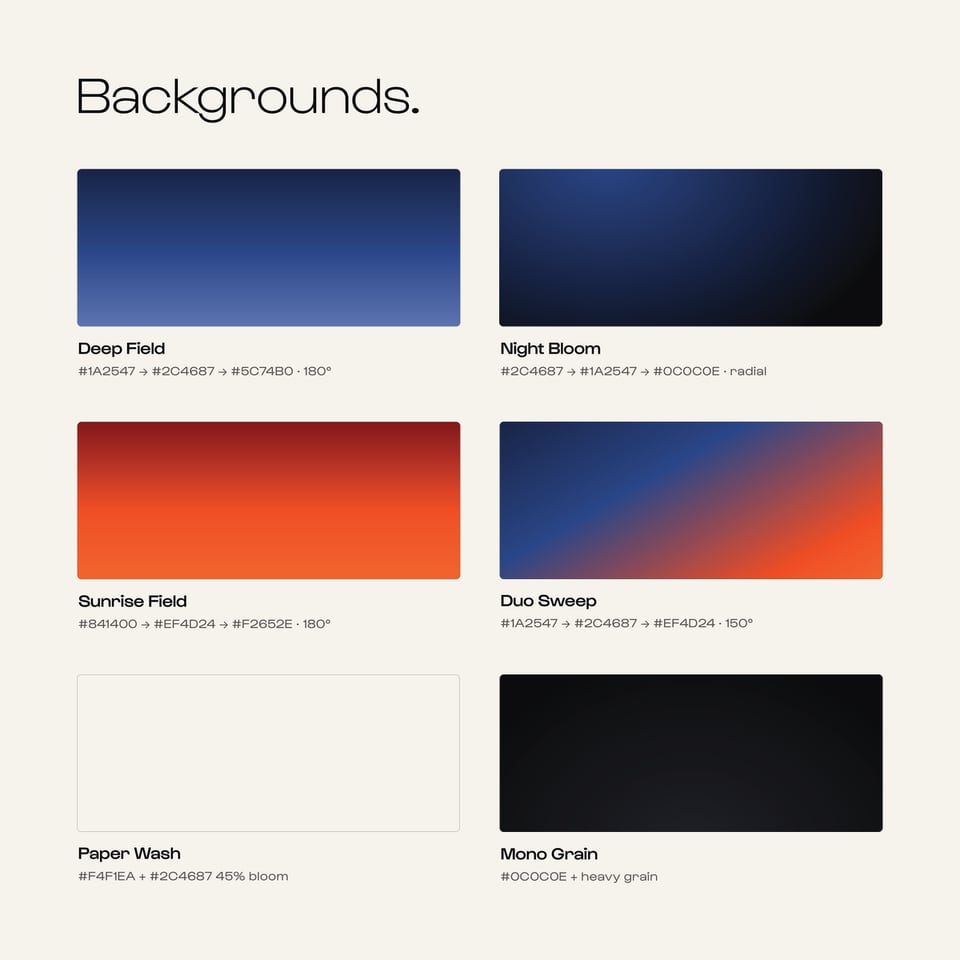 Backgrounds.
Deep Field
#1A2547 → #2C4687 → #5C74B0 · 180°
Night Bloom
#2C4687 → #1A2547 → #0C0C0E · radial
Sunrise Field
#841400 → #EF4D24 → #F2652E · 180°
Duo Sweep
#1A2547 → #2C4687 → #EF4D24 · 150°
Paper Wash
#F4F1EA + #2C4687 45% bloom
Mono Grain
#0C0C0E + heavy grain